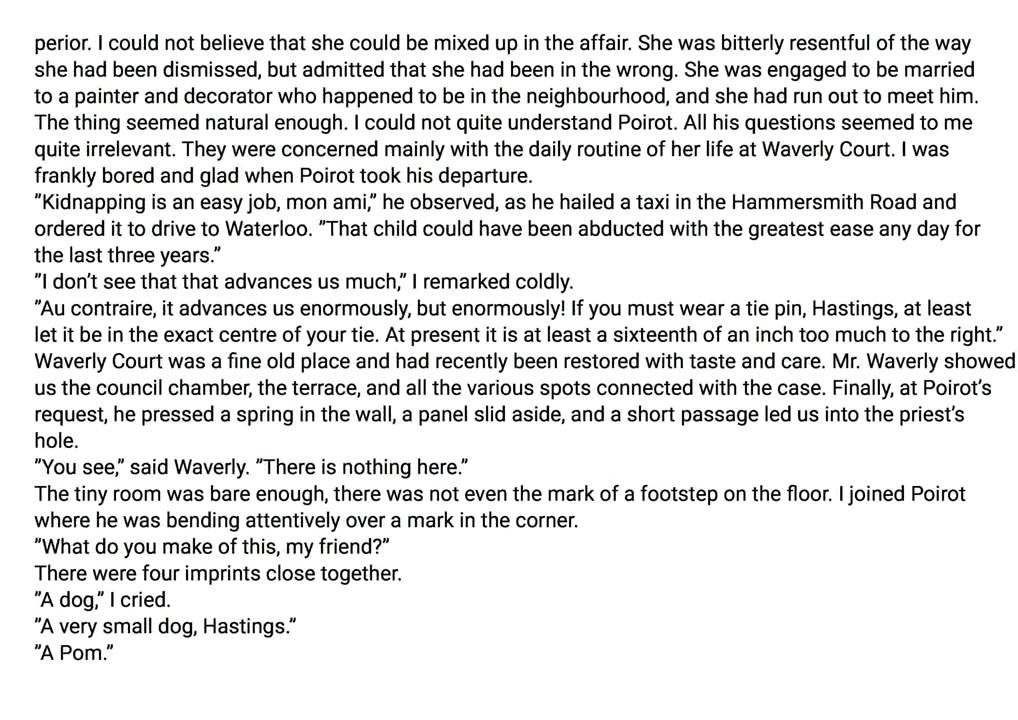 perior. I could not believe that she could be mixed up in the affair. She was bitterly resentful of the way
she had been dismissed, but admitted that she had been in the wrong. She was engaged to be married
to a painter and decorator who happened to be in the neighbourhood, and she had run out to meet him.
The thing seemed natural enough. I could not quite understand Poirot. All his questions seemed to me
quite irrelevant. They were concerned mainly with the daily routine of her life at Waverly Court. I was
frankly bored and glad when Poirot took his departure.
”Kidnapping is an easy job, mon ami,” he observed, as he hailed a taxi in the Hammersmith Road and
ordered it to drive to Waterloo. ”That child could have been abducted with the greatest ease any day for
the last three years.”
”I don’t see that that advances us much,” I remarked coldly.
”Au contraire, it advances us enormously, but enormously! If you must wear a tie pin, Hastings, at least
let it be in the exact centre of your tie. At present it is at least a sixteenth of an inch too much to the right.”
Waverly Court was a fine old place and had recently been restored with taste and care. Mr. Waverly showed
us the council chamber, the terrace, and all the various spots connected with the case. Finally, at Poirot’s
request, he pressed a spring in the wall, a panel slid aside, and a short passage led us into the priest’s
hole.
”You see,” said Waverly. ”There is nothing here.”
The tiny room was bare enough, there was not even the mark of a footstep on the floor. I joined Poirot
where he was bending attentively over a mark in the corner.
”What do you make of this, my friend?”
There were four imprints close together.
”A dog,” I cried.
”A very small dog, Hastings.”
”A Pom.”